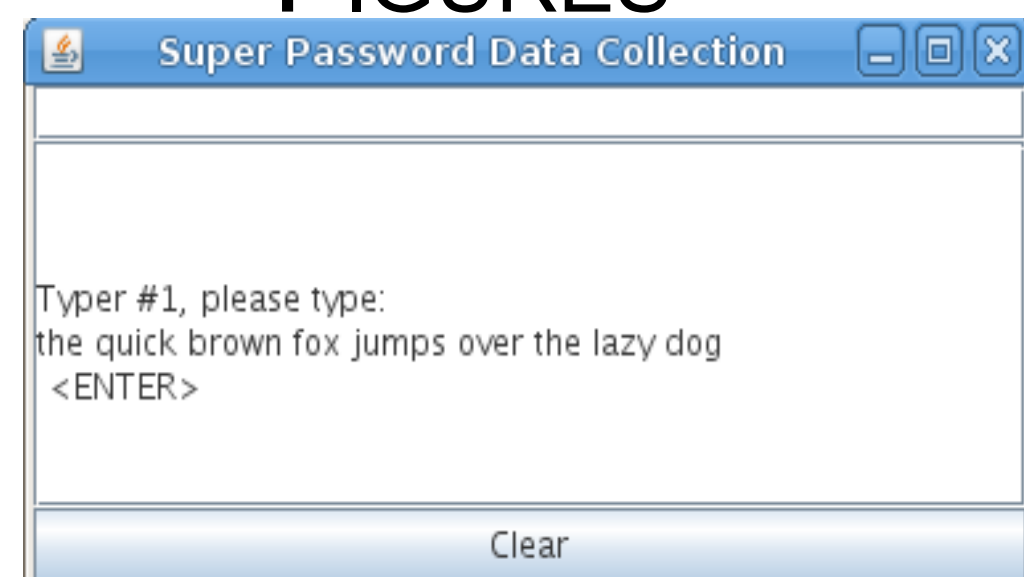 FIGURES
Super Password Data Collection
Typer #1, please type:
the quick brown fox jumps over the lazy dog
<ENTER>
Clear